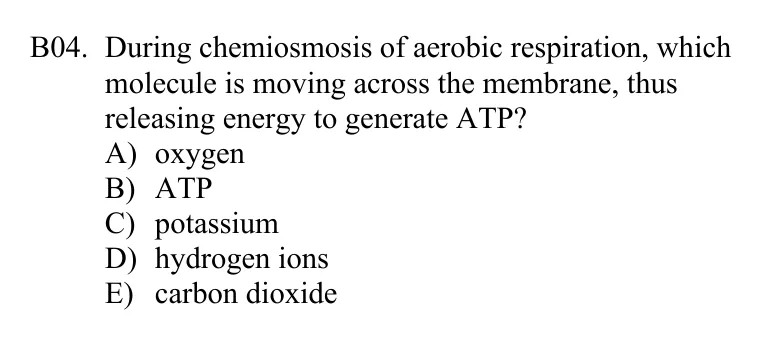 B04. During chemiosmosis of aerobic respiration, which
molecule is moving across the membrane, thus
releasing energy to generate ATP?
A) oxygen
B) ATP
C) potassium
D) hydrogen ions
E) carbon dioxide